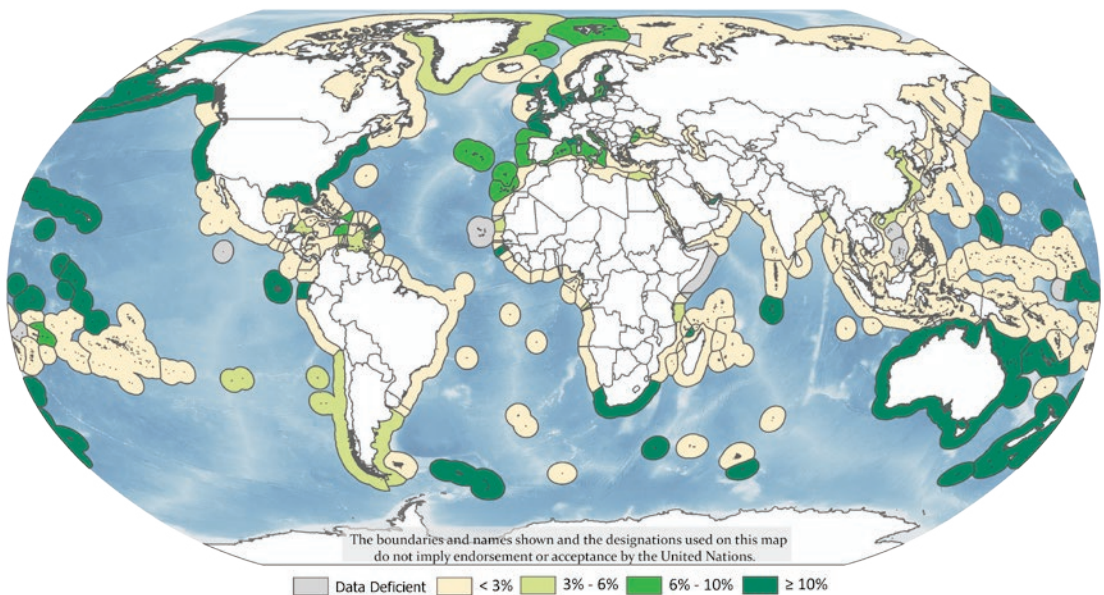 The boundaries and names shown and the designations used on this map
do not imply endorsement or acceptance by the United Nations.
Data Deficient < 3% 3% - 6% 6% - 10% ≥ 10%